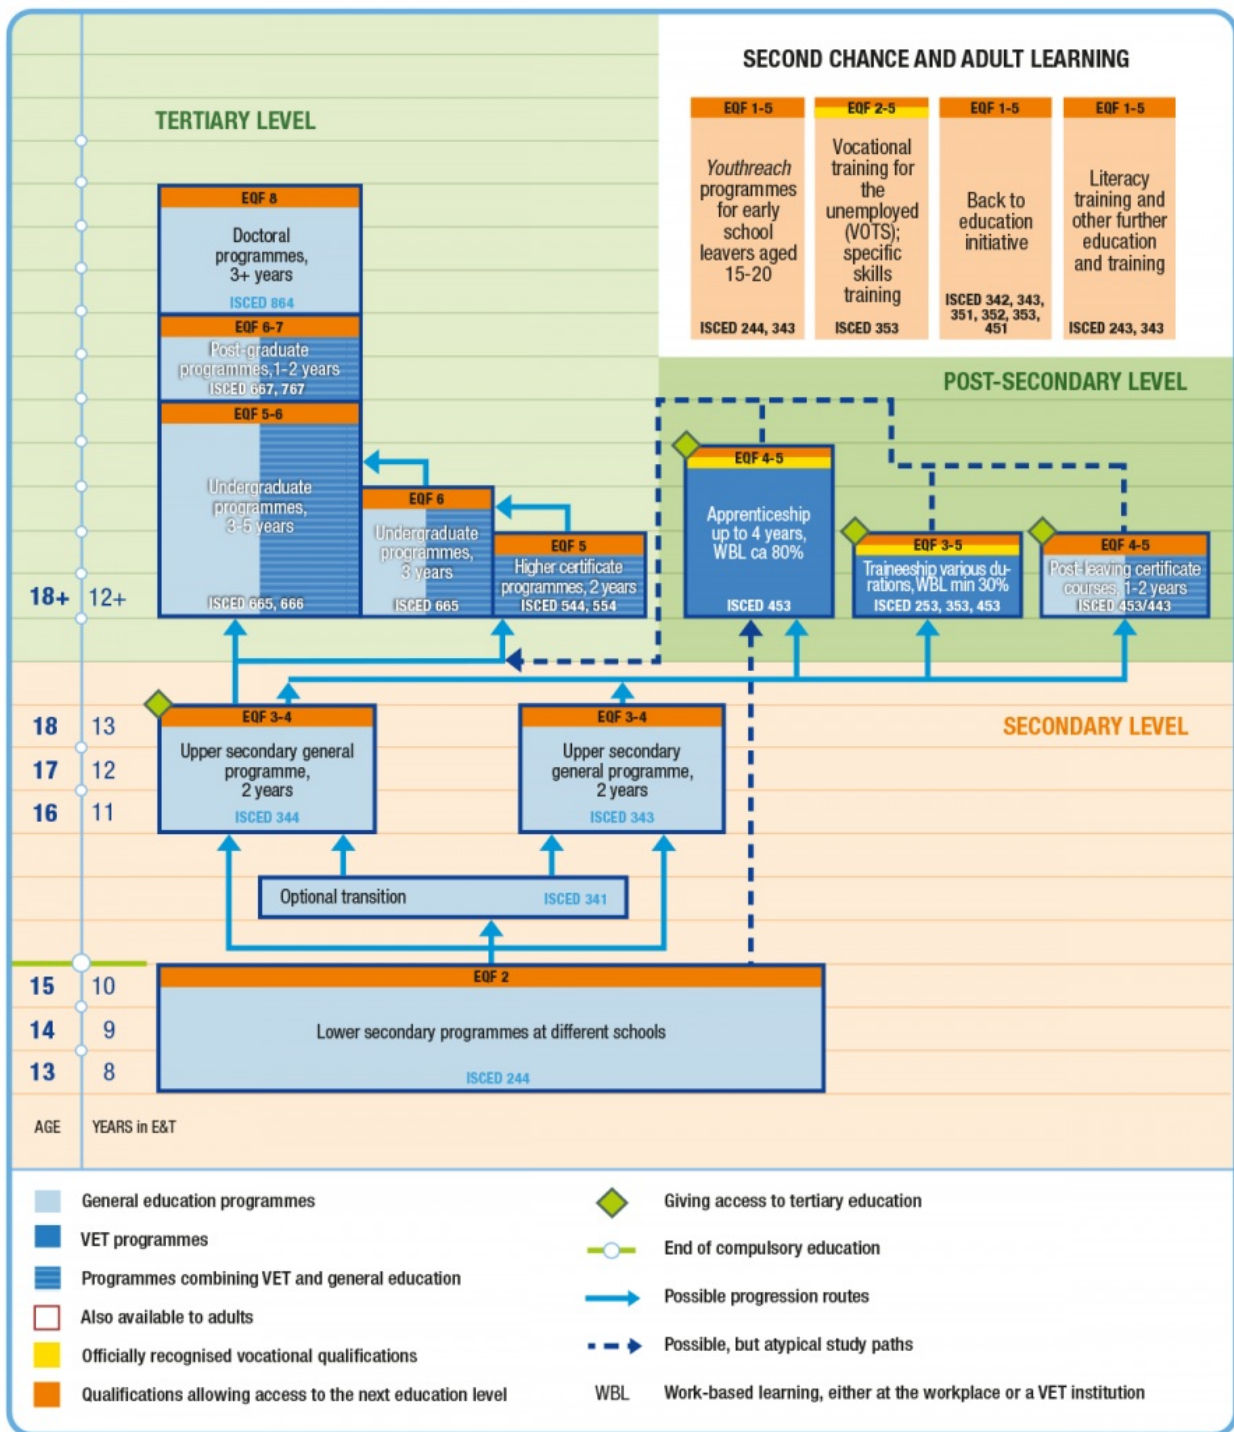 SECOND CHANCE AND ADULT LEARNING
EQF 1-5
Youthreach
programmes
for early
school
leavers aged
15-20
ISCED 244, 343
EQF 2-5
Vocational
training for
the
unemployed
(VOTS);
specific
skills
training
ISCED 353
EQF 1-5
Back to
education
initiative
ISCED 342, 343,
351, 352, 353,
451
EQF 1-5
Literacy
training and
other further
education
and training
ISCED 243, 343
TERTIARY LEVEL
EQF 8
Doctoral
programmes,
3+ years
ISCED 864
EQF 6-7
Post-graduate
programmes,1-2 years
ISCED 667, 767
EQF 5-6
Undergraduate
programmes,
3-5 years
ISCED 665, 666
EQF 6
Undergraduate
programmes,
3 years
ISCED 665
EQF 5
Higher certificate
programmes, 2 years
ISCED 544, 554
POST-SECONDARY LEVEL
EQF 4-5
Apprenticeship
up to 4 years,
WBL ca 80%
ISCED 453
EQF 3-5
Traineeship various du-
rations, WBL min 30%
ISCED 253, 353, 453
EQF 4-5
Post-leaving certificate
courses, 1-2 years
ISCED 453/443
18+ 12+
SECONDARY LEVEL
18 13
17 12
16 11
EQF 3-4
Upper secondary general
programme,
2 years
ISCED 344
EQF 3-4
Upper secondary
general programme,
2 years
ISCED 343
Optional transition ISCED 341
15 10
14 9
13 8
EQF 2
Lower secondary programmes at different schools
ISCED 244
AGE YEARS in E&T
General education programmes
VET programmes
Programmes combining VET and general education
Also available to adults
Officially recognised vocational qualifications
Qualifications allowing access to the next education level
Giving access to tertiary education
End of compulsory education
Possible progression routes
Possible, but atypical study paths
WBL Work-based learning, either at the workplace or a VET institution